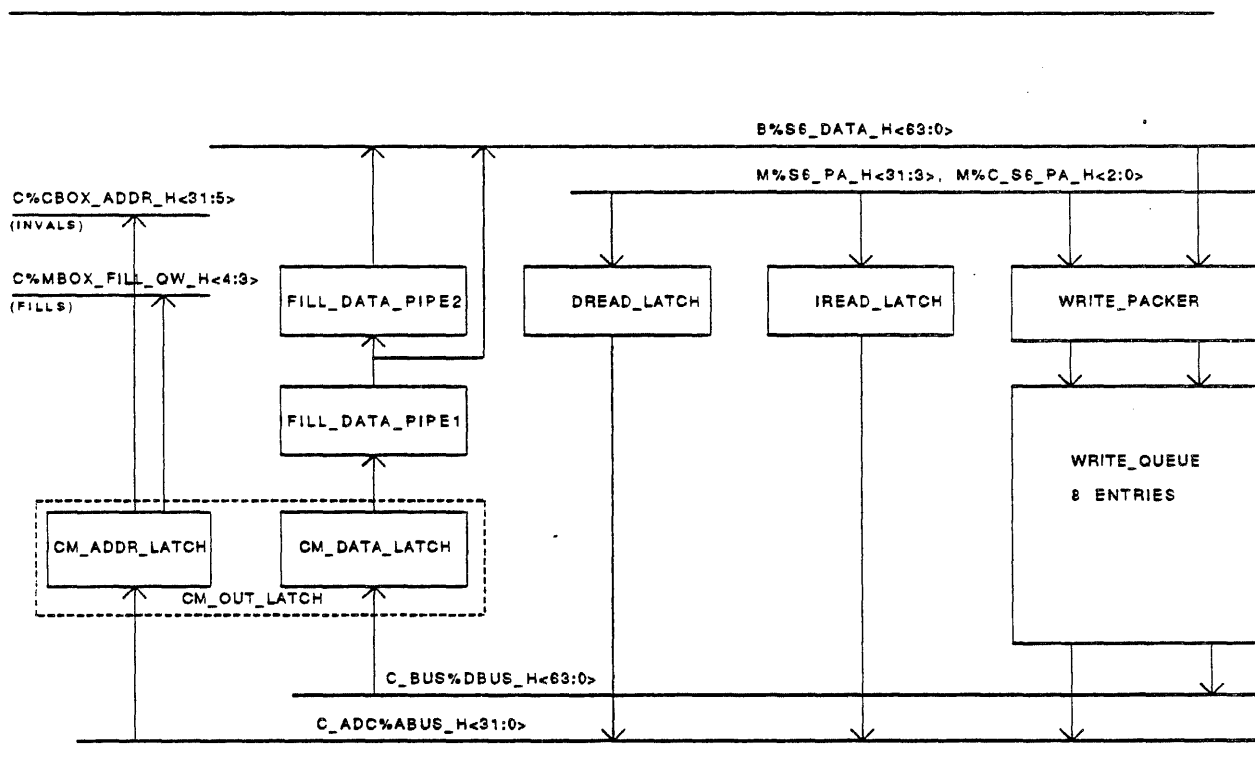 B%S6_DATA_H<63:0>
M%S6_PA_H<31:3>, M%C_S6_PA_H<2:0>
C%CBOX_ADDR_H<31:5>
(INVALS)
C%MBOX_FILL_QW_H<4:3>
(FILLS)
FILL_DATA_PIPE2
DREAD_LATCH
IREAD_LATCH
WRITE_PACKER
FILL_DATA_PIPE1
WRITE_QUEUE
8 ENTRIES
CM_ADDR_LATCH
CM_DATA_LATCH
CM_OUT_LATCH
C_BUS%DBUS_H<63:0>
C_ADC%ABUS_H<31:0>